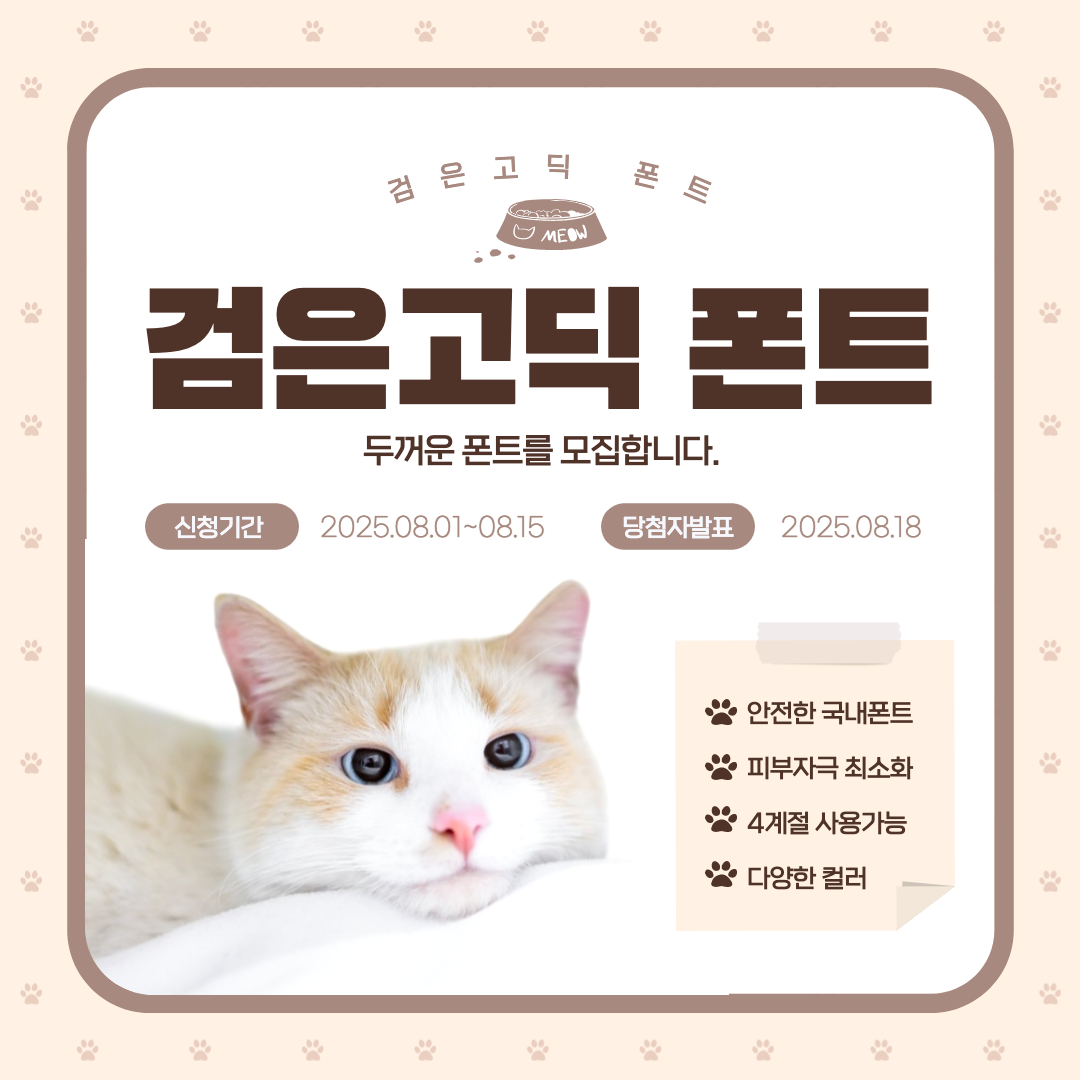 검은고딕 폰트
MEOW
검은고딕 폰트
두꺼운 폰트를 모집합니다.
신청기간 2025.08.01~08.15 당첨자발표 2025.08.18
안전한 국내폰트
피부자극 최소화
4계절 사용가능
다양한 컬러